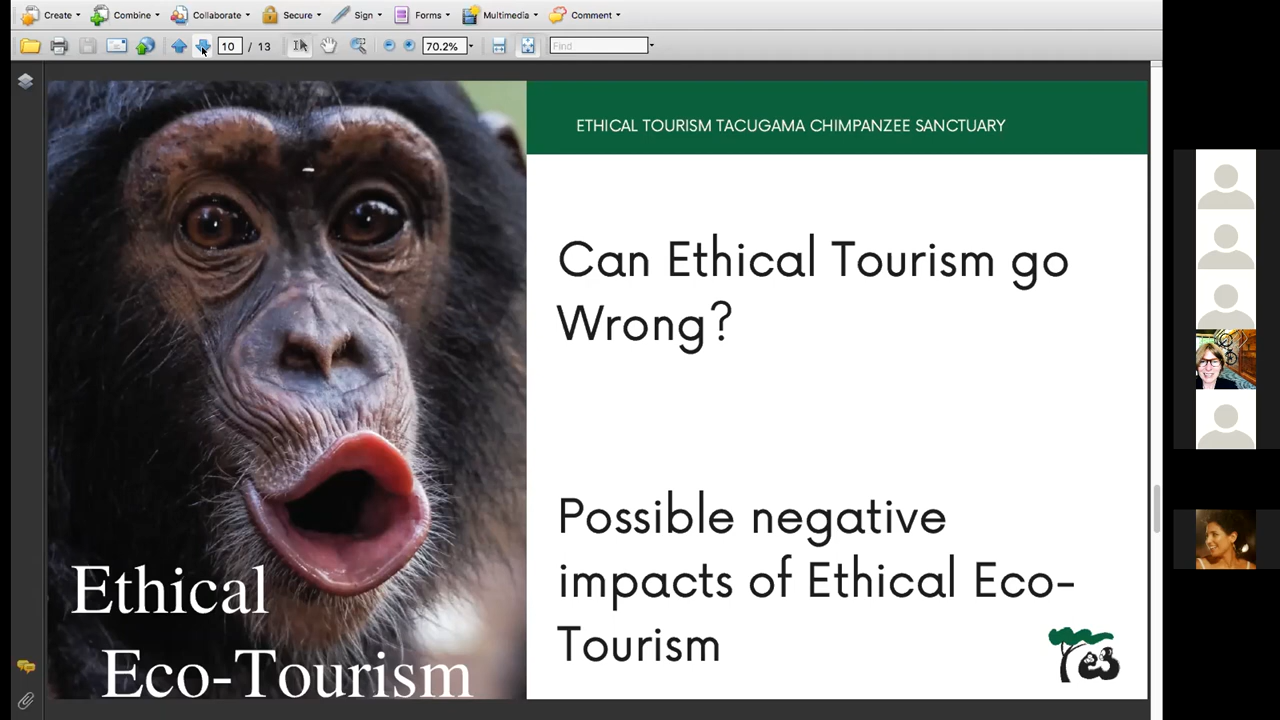 Create Combine Collaborate Secure Sign Forms Multimedia Comment
10 / 13 70.2% Find
ETHICAL TOURISM TACUGAMA CHIMPANZEE SANCTUARY
Can Ethical Tourism go
Wrong?
Possible negative
impacts of Ethical Eco-
Tourism
Ethical
Eco-Tourism